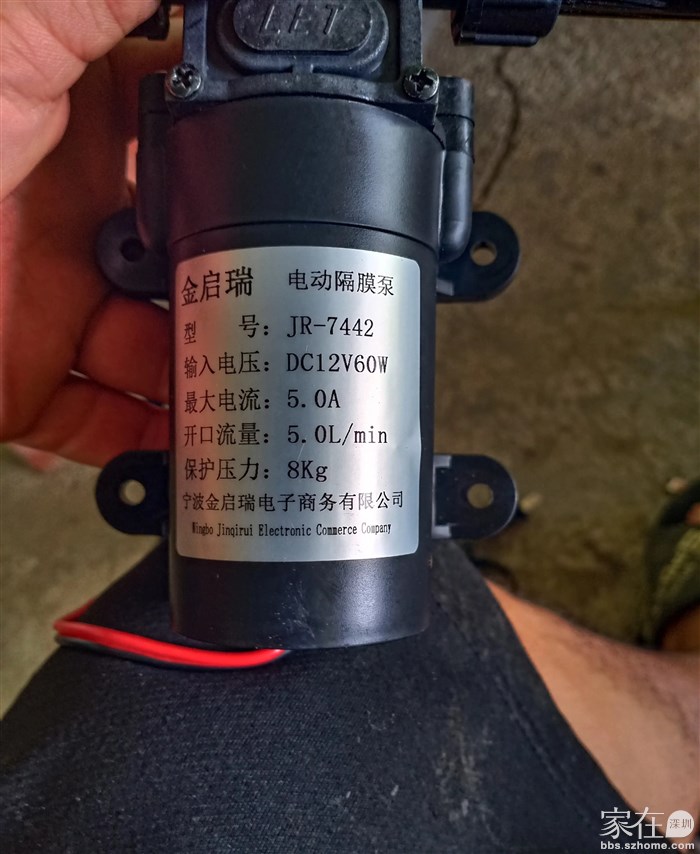 LET
金启瑞 电动隔膜泵
型 号：JR-7442
输入电压：DC12V60W
最大电流：5.0A
开口流量：5.0L/min
保护压力：8Kg
宁波金启瑞电子商务有限公司
Ningbo Jinqirui Electronic Commerce Company
家在深圳
bbs.szhome.com